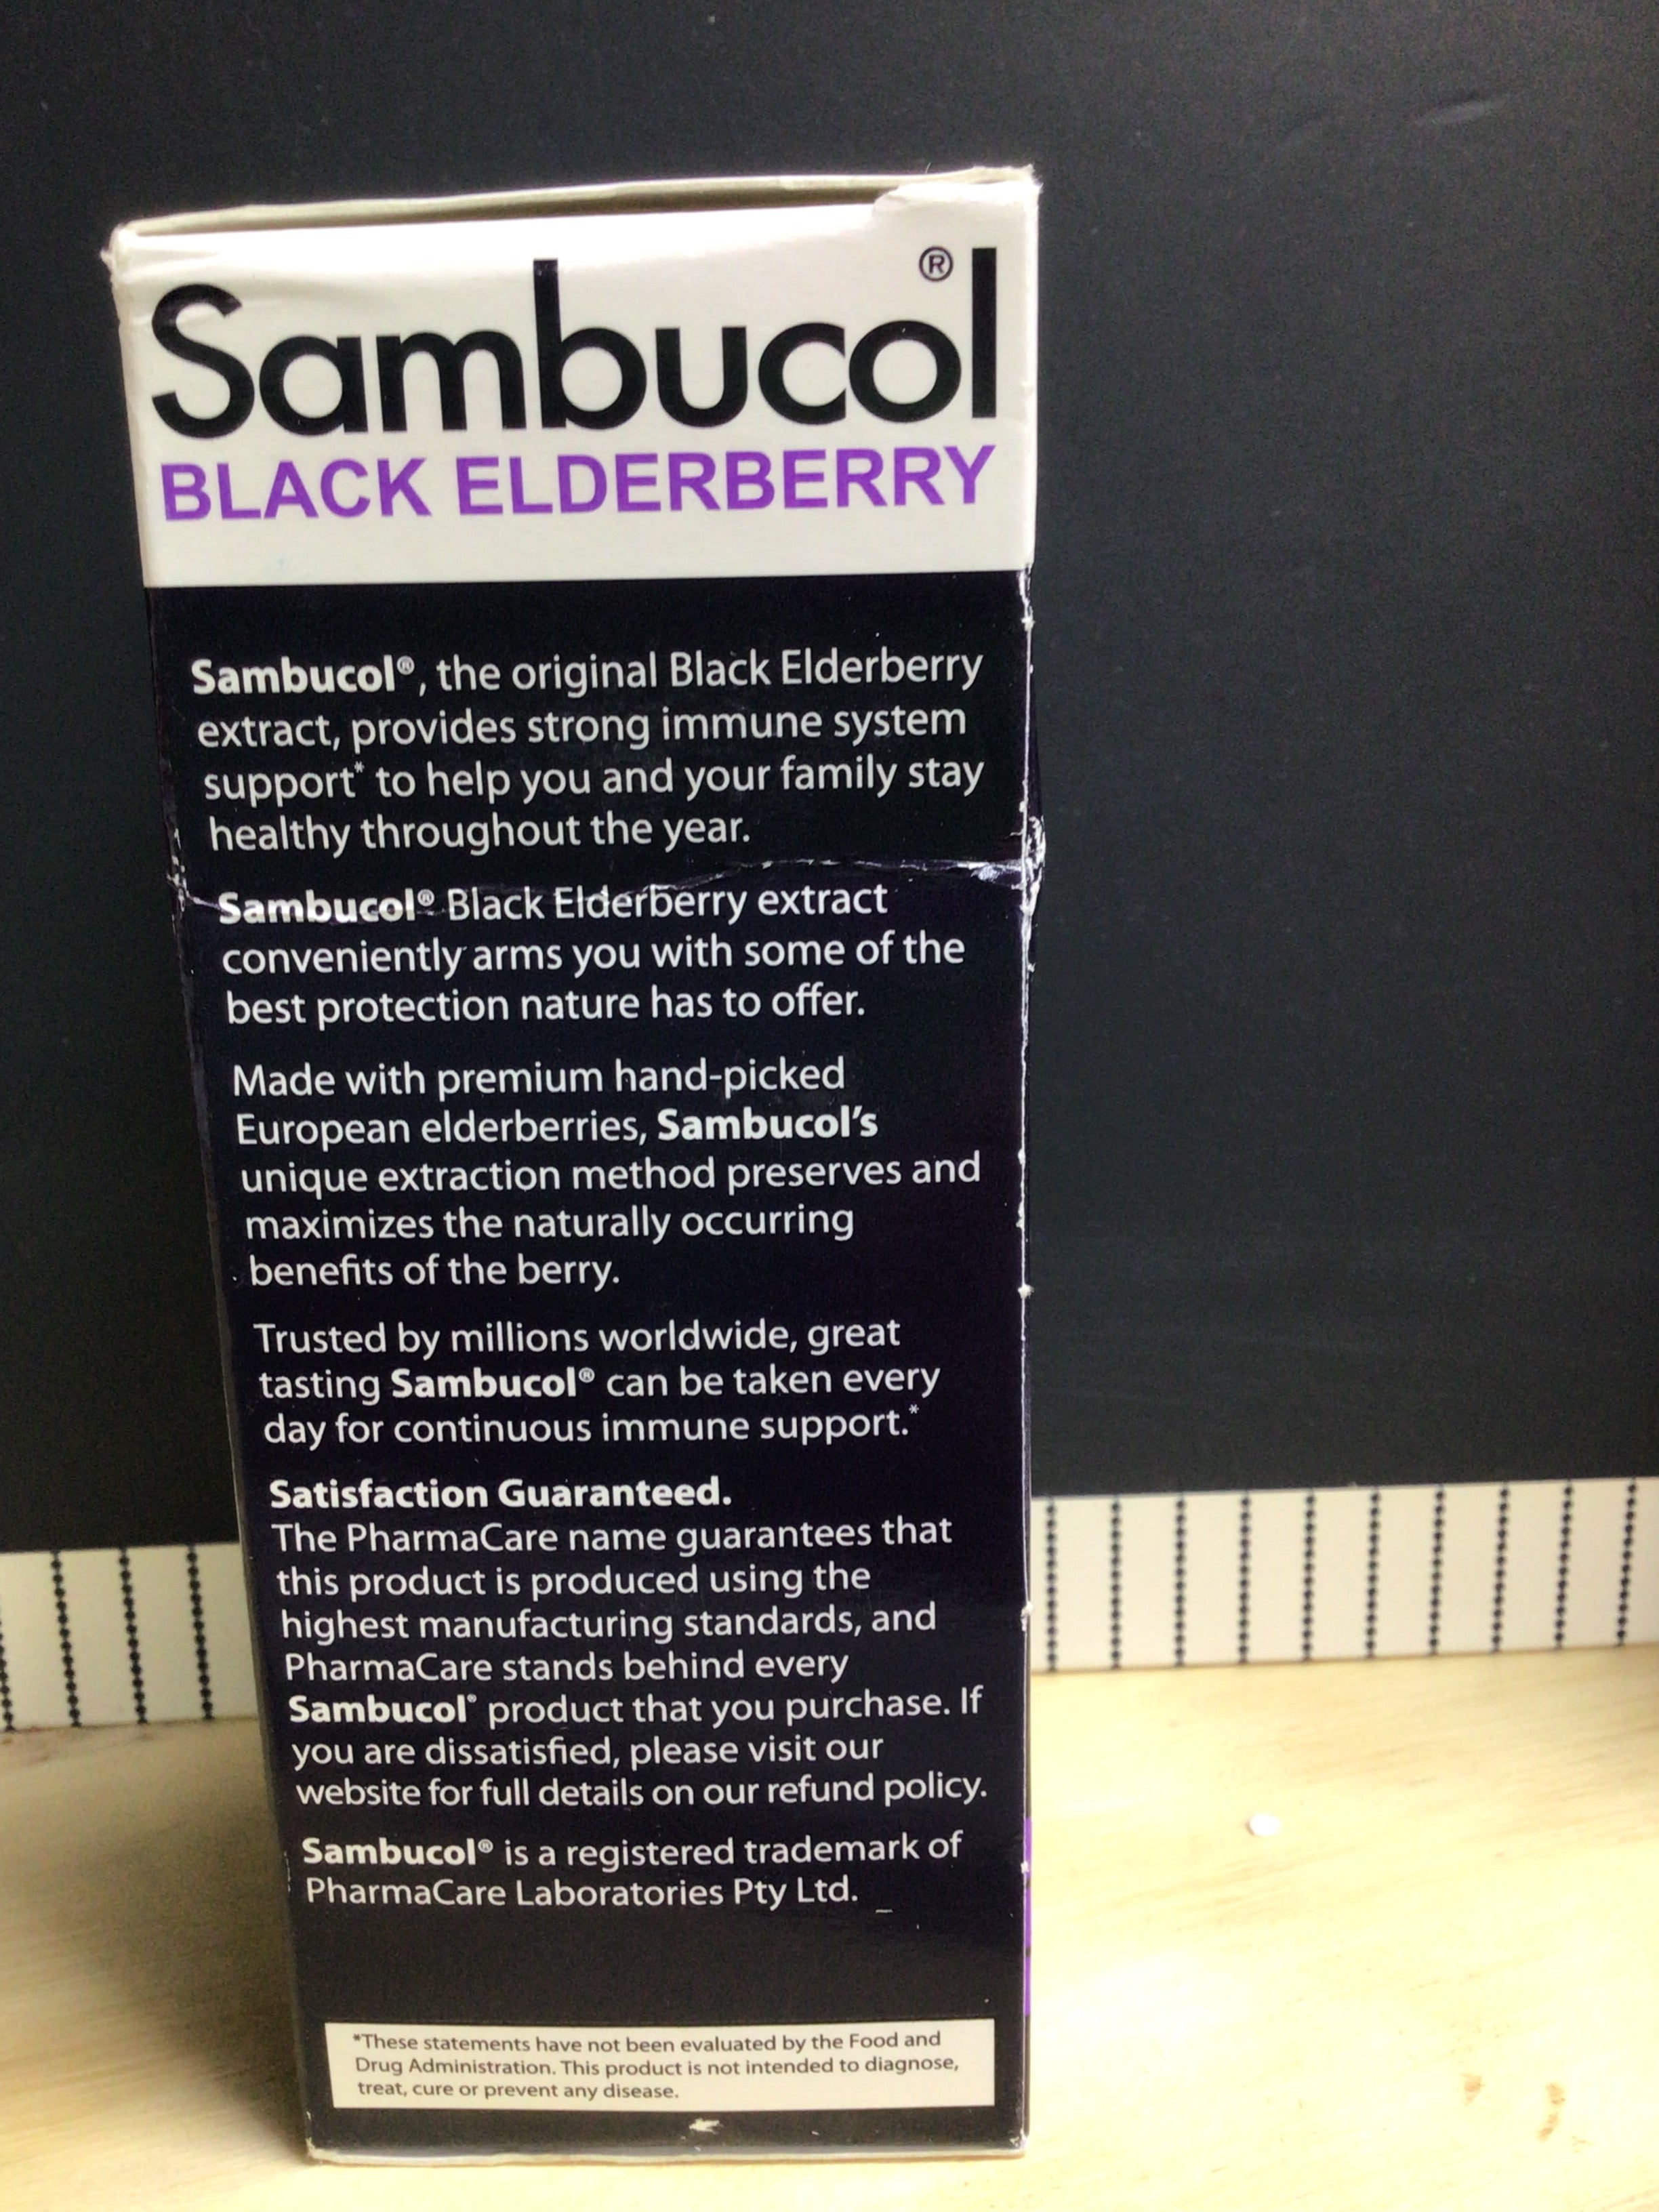 Sambucol®
BLACK ELDERBERRY
Sambucol®, the original Black Elderberry
extract, provides strong immune system
support* to help you and your family stay
healthy throughout the year.
Sambucol® Black Elderberry extract
conveniently arms you with some of the
best protection nature has to offer.
Made with premium hand-picked
European elderberries, Sambucol's
unique extraction method preserves and
maximizes the naturally occurring
benefits of the berry.
Trusted by millions worldwide, great
tasting Sambucol® can be taken every
day for continuous immune support.*
Satisfaction Guaranteed.
The PharmaCare name guarantees that
this product is produced using the
highest manufacturing standards, and
PharmaCare stands behind every
Sambucol® product that you purchase. If
you are dissatisfied, please visit our
website for full details on our refund policy.
Sambucol® is a registered trademark of
PharmaCare Laboratories Pty Ltd.
*These statements have not been evaluated by the Food and
Drug Administration. This product is not intended to diagnose,
treat, cure or prevent any disease.